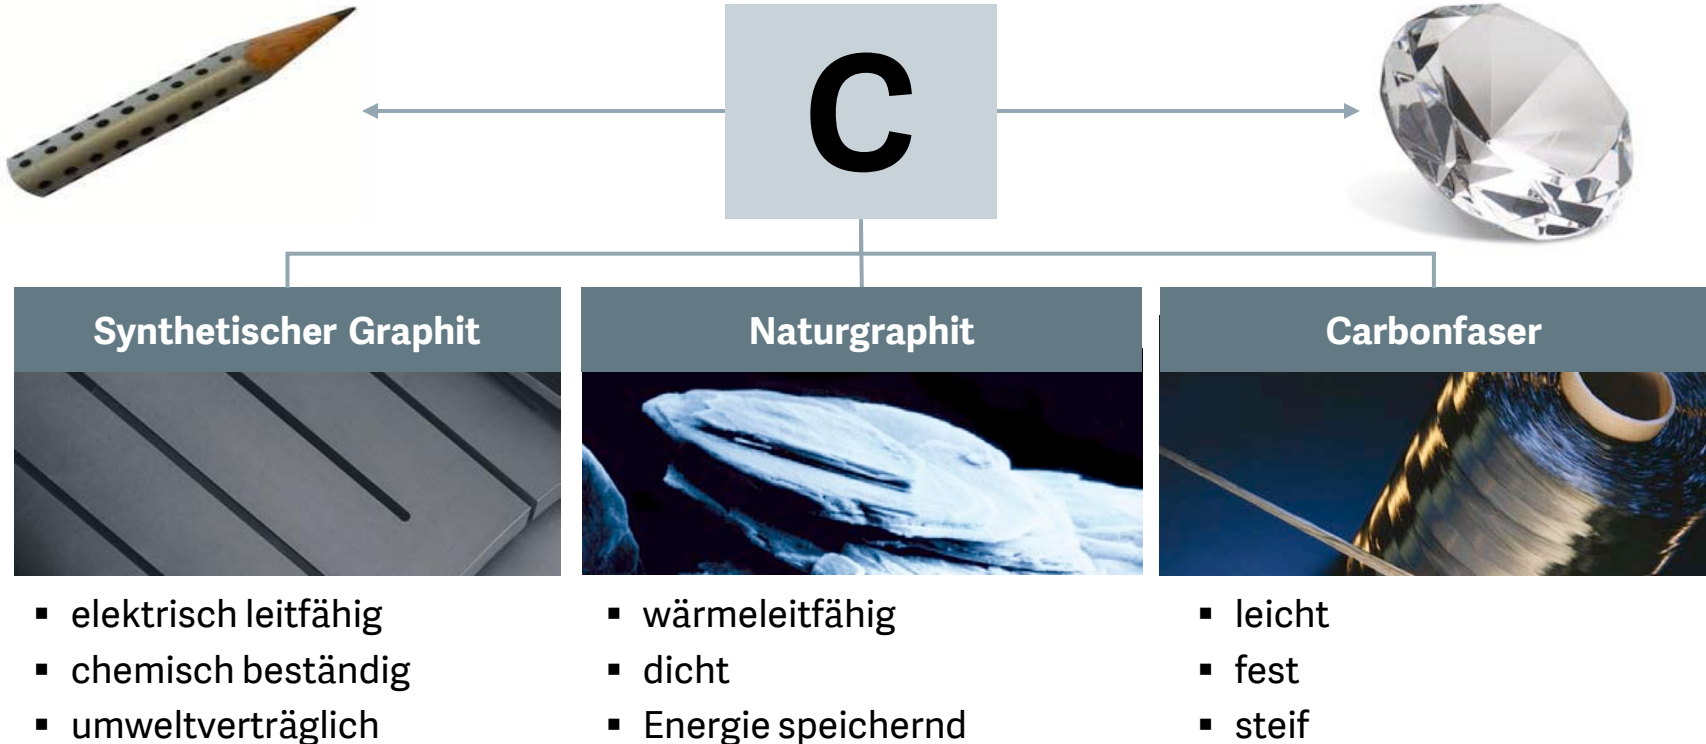 C
Synthetischer Graphit
Naturgraphit
Carbonfaser
▪ elektrisch leitfähig
▪ chemisch beständig
▪ umweltverträglich
▪ wärmeleitfähig
▪ dicht
▪ Energie speichernd
▪ leicht
▪ fest
▪ steif